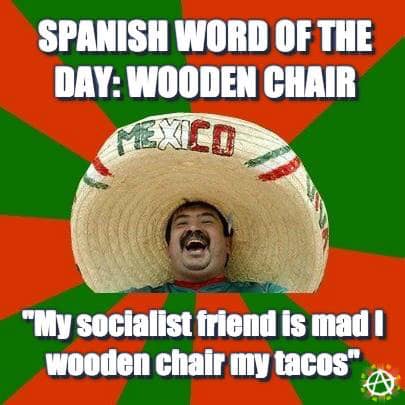 SPANISH WORD OF THE
DAY: WOODEN CHAIR
MEXICO
"My socialist friend is mad I
wooden chair my tacos"